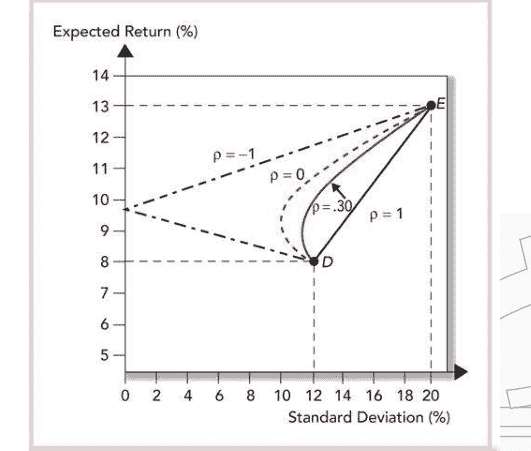 Expected Return (%)
14
13
E
12
ρ = −1
11
ρ = 0
10
ρ = .30
ρ = 1
9
8
D
7
6
5
0 2 4 6 8 10 12 14 16 18 20
Standard Deviation (%)